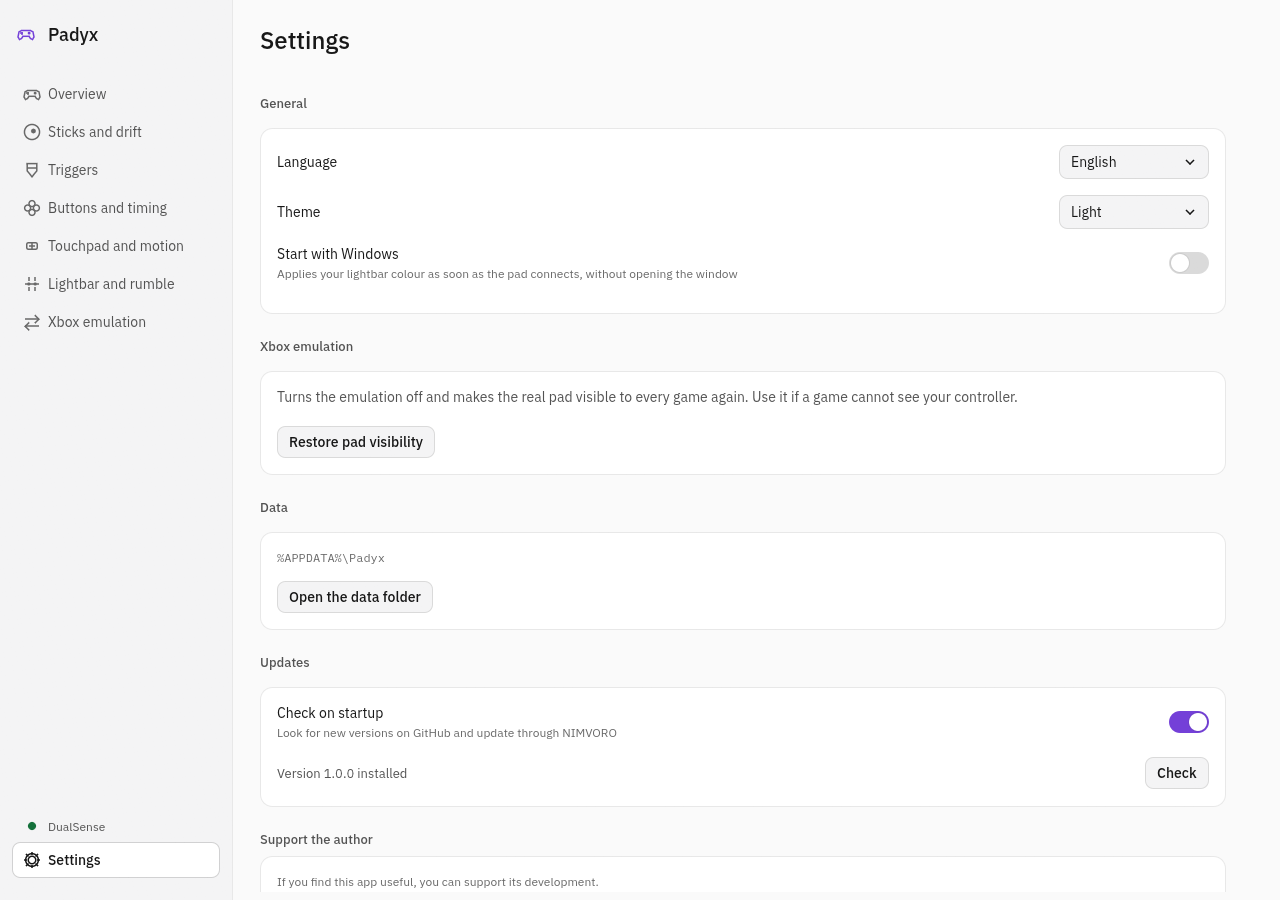 Padyx
Overview
Sticks and drift
Triggers
Buttons and timing
Touchpad and motion
Lightbar and rumble
Xbox emulation
DualSense
Settings
Settings
General
Language
English
Theme
Light
Start with Windows
Applies your lightbar colour as soon as the pad connects, without opening the window
Xbox emulation
Turns the emulation off and makes the real pad visible to every game again. Use it if a game cannot see your controller.
Restore pad visibility
Data
%APPDATA%\Padyx
Open the data folder
Updates
Check on startup
Look for new versions on GitHub and update through NIMVORO
Version 1.0.0 installed
Check
Support the author
If you find this app useful, you can support its development.